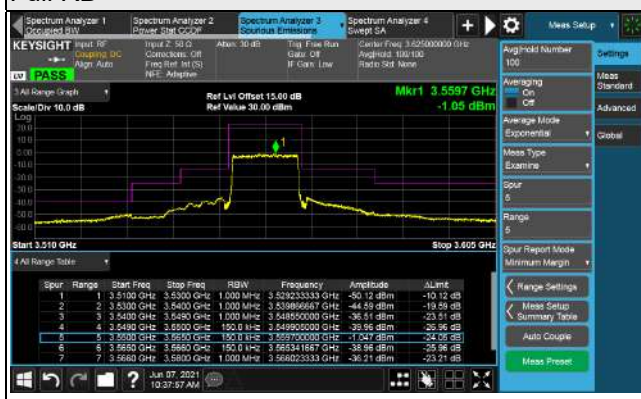 Spectrum Analyzer 1
Occupied BW
Spectrum Analyzer 2
Power Stat CCDF
Spectrum Analyzer 3
Spurious Emissions
Spectrum Analyzer 4
Swept SA
Meas Setup
KEYSIGHT
Input: RF
Coupling: DC
Align: Auto
Input Z: 50 Ω
Corrections: Off
Freq Ref: Int (S)
NFE: Adaptive
Atten: 30 dB
Trig: Free Run
Gate: Off
IF Gain: Low
Center Freq: 3.625000000 GHz
Avg|Hold: 100/100
Radio Std: None
PASS
3 All Range Graph
Ref Lvl Offset 15.00 dB
Mkr1 3.5597 GHz
Scale/Div 10.0 dB
Ref Value 30.00 dBm
-1.05 dBm
Log
20.0
10.0
0.00
-10.0
-20.0
-30.0
-40.0
-50.0
-60.0
1
Start 3.510 GHz
Stop 3.605 GHz
4 All Range Table
Spur Range Start Freq Stop Freq RBW Frequency Amplitude ΔLimit
1 1 3.5100 GHz 3.5300 GHz 1.000 MHz 3.529233333 GHz -50.12 dBm -10.12 dB
2 2 3.5300 GHz 3.5400 GHz 1.000 MHz 3.539866667 GHz -44.59 dBm -19.59 dB
3 3 3.5400 GHz 3.5490 GHz 1.000 MHz 3.548550000 GHz -36.51 dBm -23.51 dB
4 4 3.5490 GHz 3.5500 GHz 150.0 kHz 3.549905000 GHz -39.96 dBm -26.96 dB
5 5 3.5500 GHz 3.5650 GHz 150.0 kHz 3.559700000 GHz -1.047 dBm -24.05 dB
6 6 3.5650 GHz 3.5660 GHz 150.0 kHz 3.565341667 GHz -38.96 dBm -25.96 dB
7 7 3.5660 GHz 3.5800 GHz 1.000 MHz 3.566023333 GHz -36.21 dBm -23.21 dB
Jun 07, 2021
10:37:57 AM
Avg|Hold Number
100
Averaging
On
Off
Average Mode
Exponential
Meas Type
Examine
Spur
5
Range
5
Spur Report Mode
Minimum Margin
Range Settings
Meas Setup
Summary Table
Auto Couple
Meas Preset
Settings
Meas
Standard
Advanced
Global